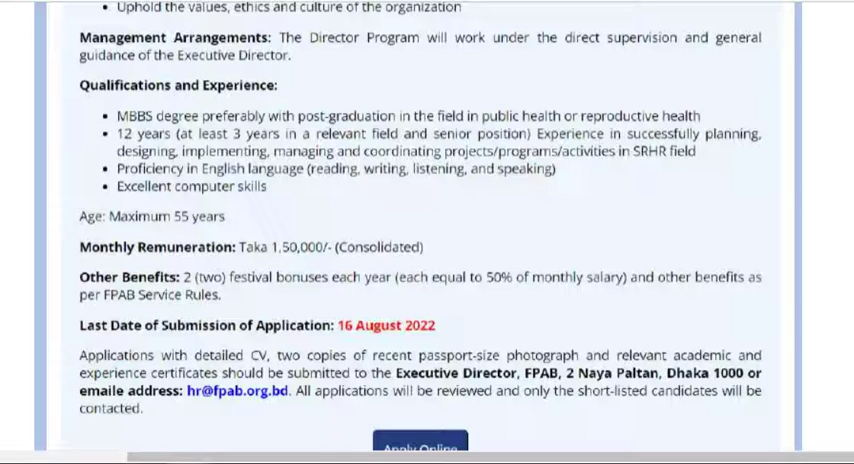 • Uphold the values, ethics and culture of the organization
Management Arrangements: The Director Program will work under the direct supervision and general
guidance of the Executive Director.
Qualifications and Experience:
• MBBS degree preferably with post-graduation in the field in public health or reproductive health
• 12 years (at least 3 years in a relevant field and senior position) Experience in successfully planning,
designing, implementing, managing and coordinating projects/programs/activities in SRHR field
• Proficiency in English language (reading, writing, listening, and speaking)
• Excellent computer skills
Age: Maximum 55 years
Monthly Remuneration: Taka 1,50,000/- (Consolidated)
Other Benefits: 2 (two) festival bonuses each year (each equal to 50% of monthly salary) and other benefits as
per FPAB Service Rules.
Last Date of Submission of Application: 16 August 2022
Applications with detailed CV, two copies of recent passport-size photograph and relevant academic and
experience certificates should be submitted to the Executive Director, FPAB, 2 Naya Paltan, Dhaka 1000 or
emaile address: hr@fpab.org.bd. All applications will be reviewed and only the short-listed candidates will be
contacted.
Apply Online